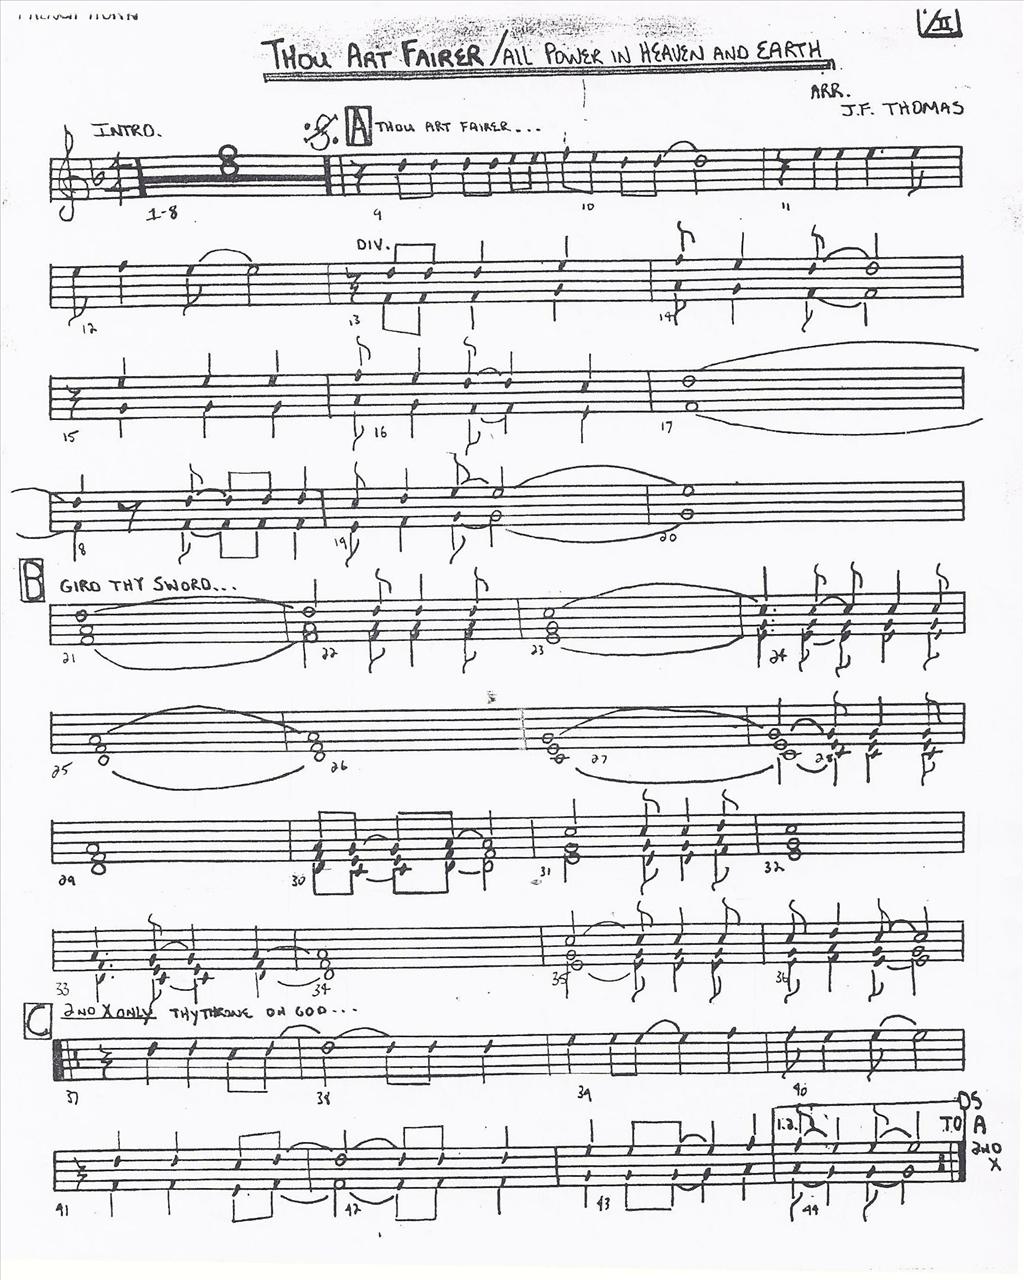 FRENCH HORN
I/II
THOU ART FAIRER/ALL POWER IN HEAVEN AND EARTH
ARR.
J.F. THOMAS
INTRO.
A THOU ART FAIRER...
8
1-8 9 10 11
DIV.
12 13 14
15 16 17
18 19 20
B GIRD THY SWORD...
21 22 23 24
25 26 27 28
29 30 31 32
33 34 35 36
C 2ND X ONLY THY THRONE OH GOD...
37 38 39 40
DS
1.2. TO A
2ND
X
41 42 43 44